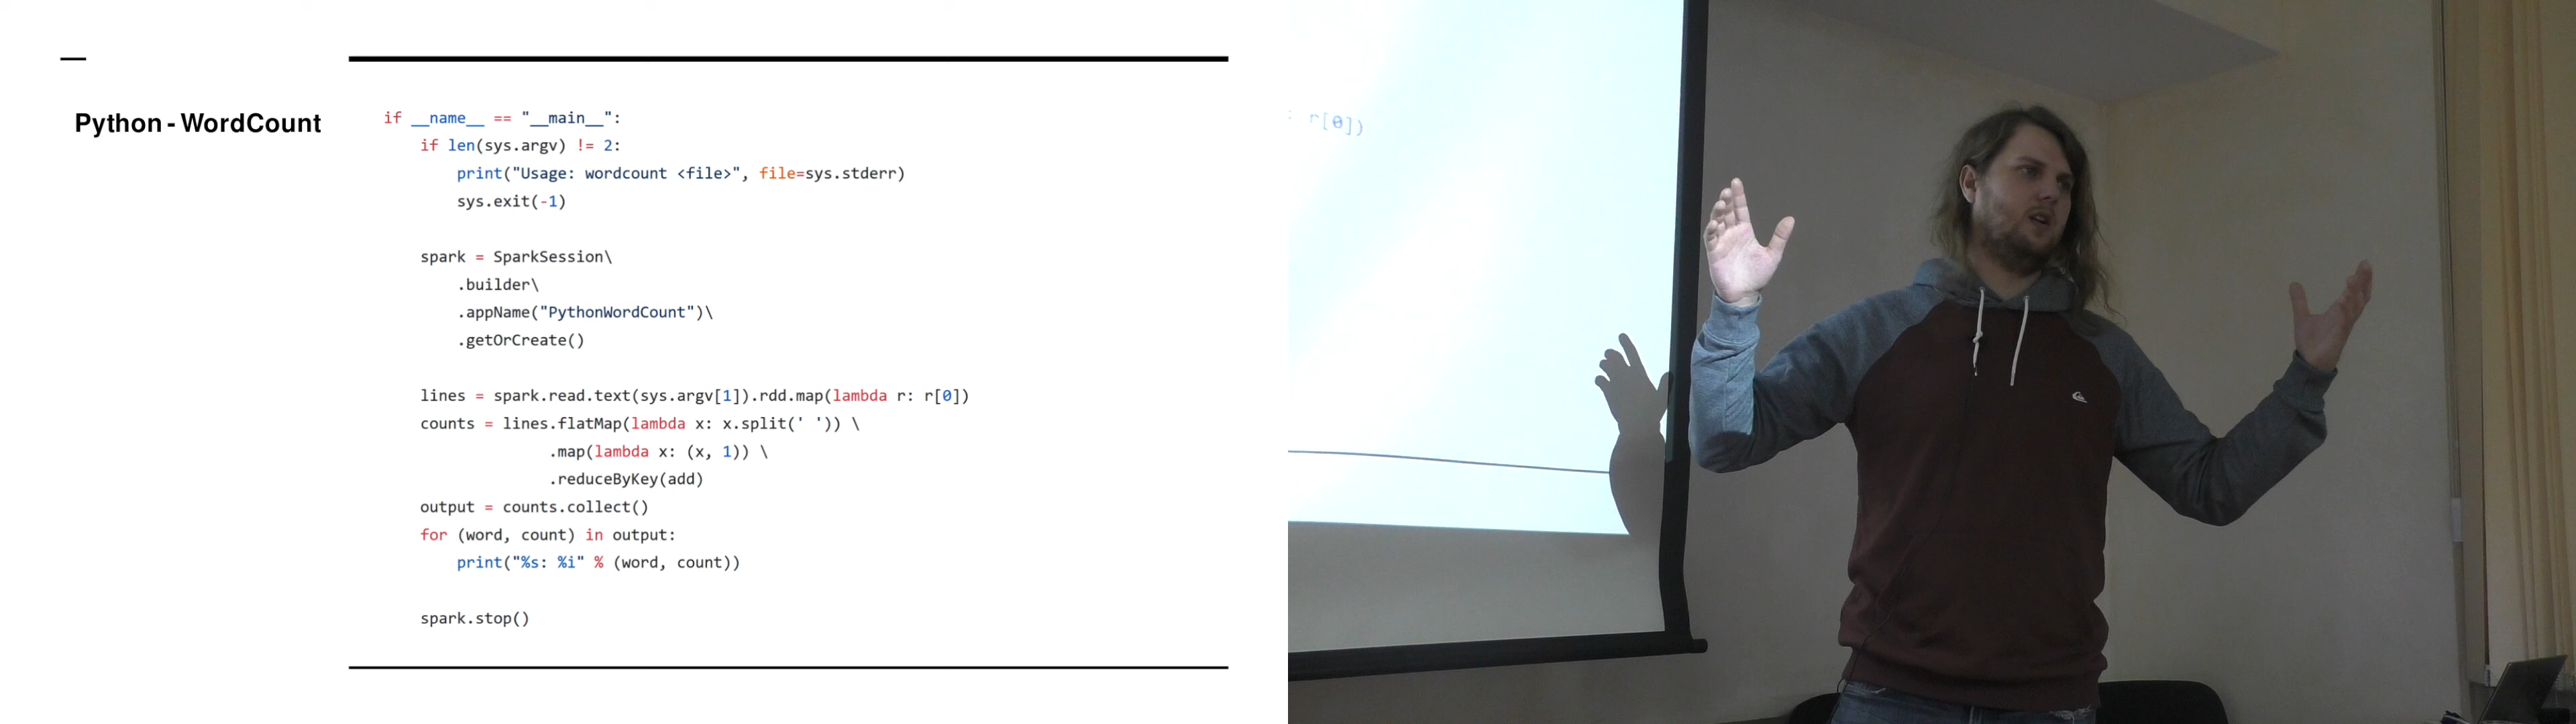 Python - WordCount
if __name__ == "__main__":
    if len(sys.argv) != 2:
        print("Usage: wordcount <file>", file=sys.stderr)
        sys.exit(-1)
    spark = SparkSession\
        .builder\
        .appName("PythonWordCount")\
        .getOrCreate()
    lines = spark.read.text(sys.argv[1]).rdd.map(lambda r: r[0])
    counts = lines.flatMap(lambda x: x.split(' ')) \
                  .map(lambda x: (x, 1)) \
                  .reduceByKey(add)
    output = counts.collect()
    for (word, count) in output:
        print("%s: %i" % (word, count))
    spark.stop()
: r[0])